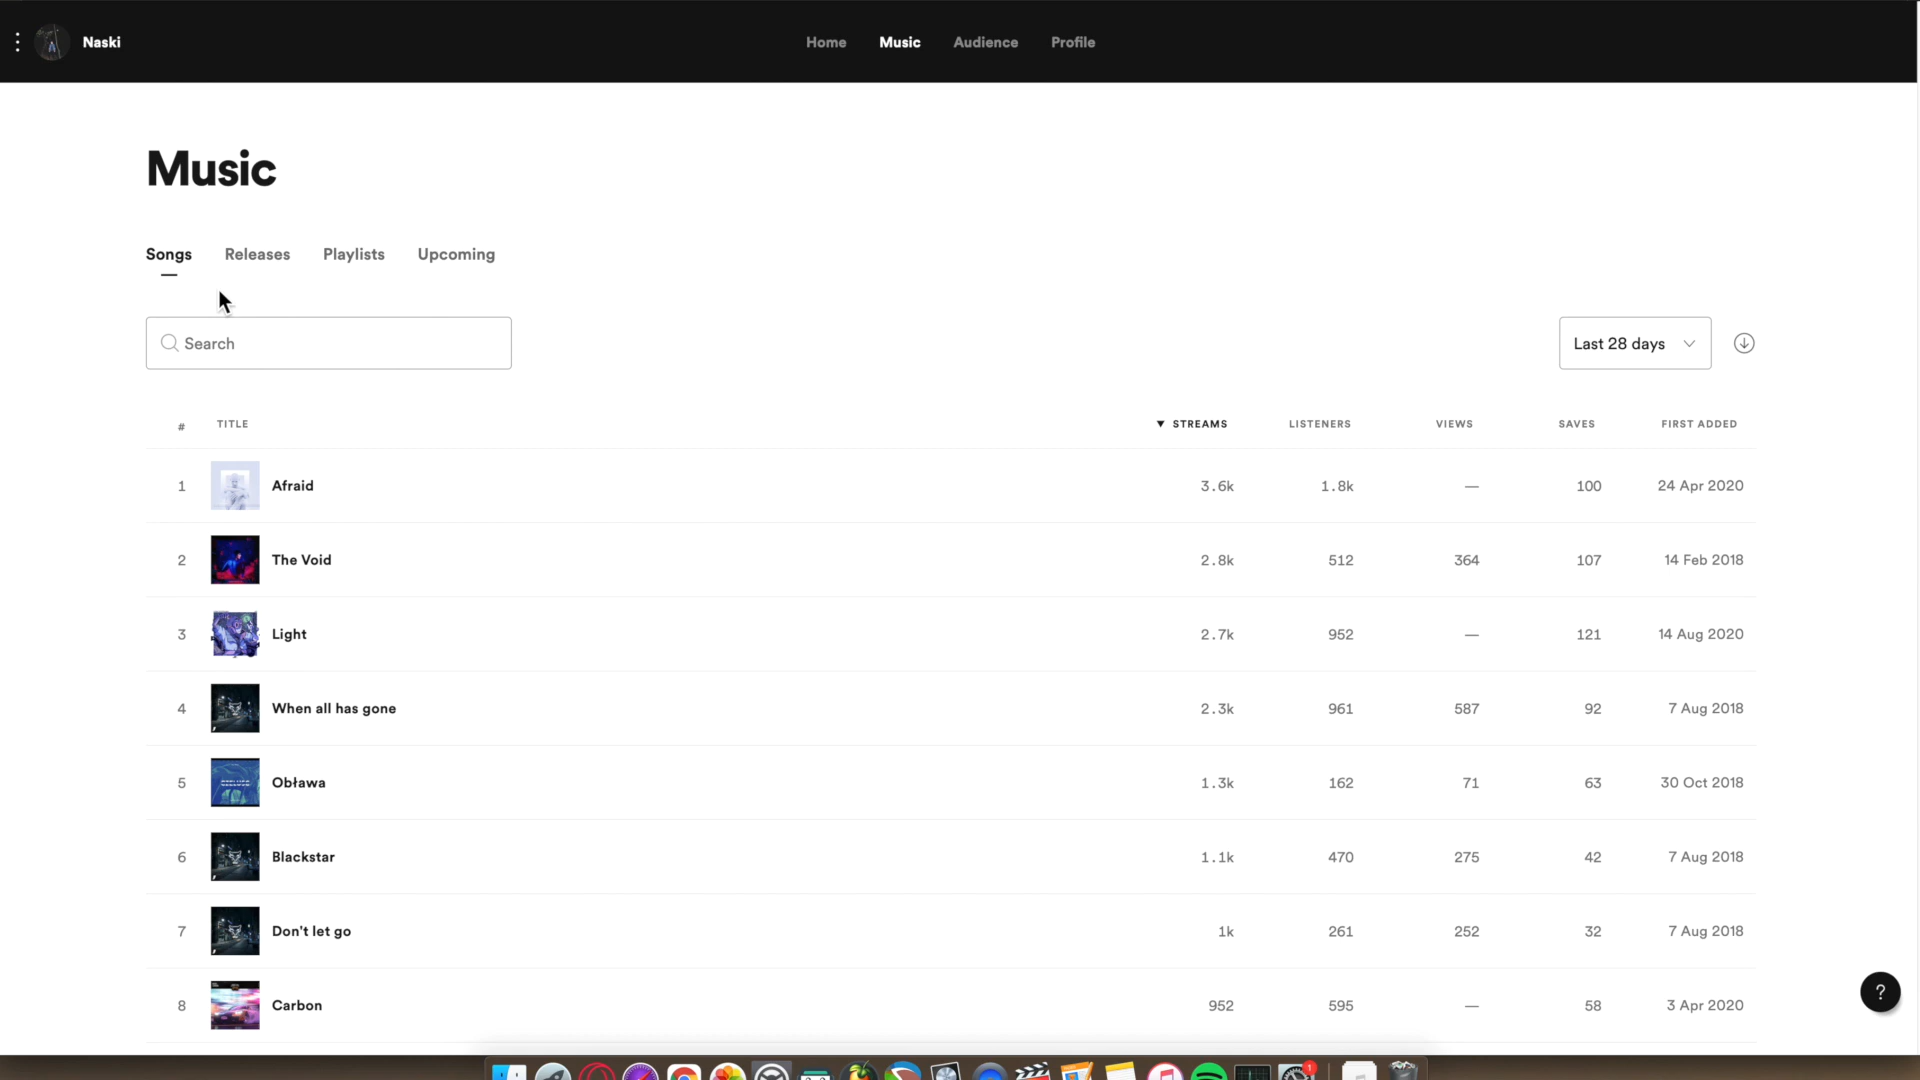 Naski
Home Music Audience Profile
Music
Songs Releases Playlists Upcoming
Search
Last 28 days
# TITLE ▼ STREAMS LISTENERS VIEWS SAVES FIRST ADDED
1 Afraid 3.6k 1.8k — 100 24 Apr 2020
2 The Void 2.8k 512 364 107 14 Feb 2018
3 Light 2.7k 952 — 121 14 Aug 2020
4 When all has gone 2.3k 961 587 92 7 Aug 2018
5 Obława 1.3k 162 71 63 30 Oct 2018
6 Blackstar 1.1k 470 275 42 7 Aug 2018
7 Don't let go 1k 261 252 32 7 Aug 2018
8 Carbon 952 595 — 58 3 Apr 2020
?
1